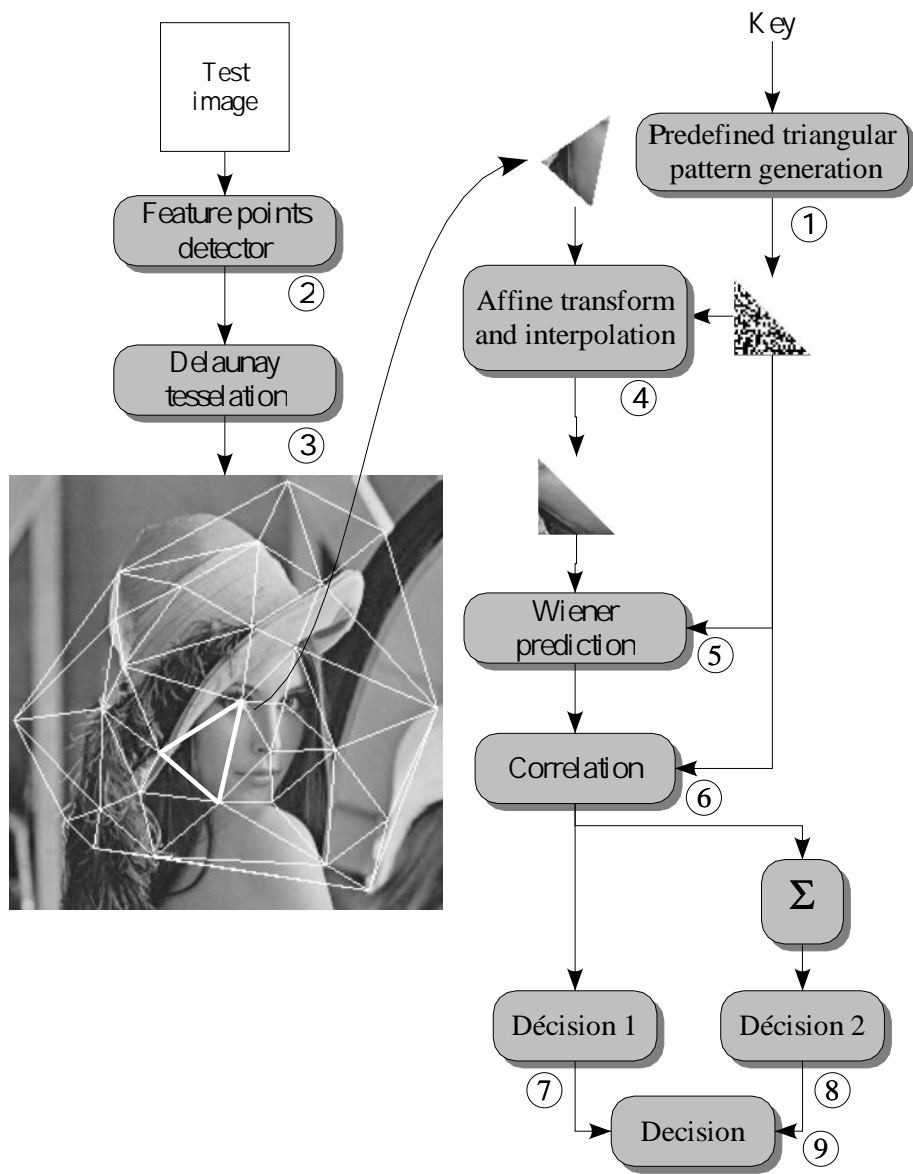 Test
image
Feature points
detector
②
Delaunay
tesselation
③
Key
Predefined triangular
pattern generation
①
Affine transform
and interpolation
④
Wiener
prediction
⑤
Correlation
⑥
Σ
Décision 1
⑦
Décision 2
⑧
Decision
⑨